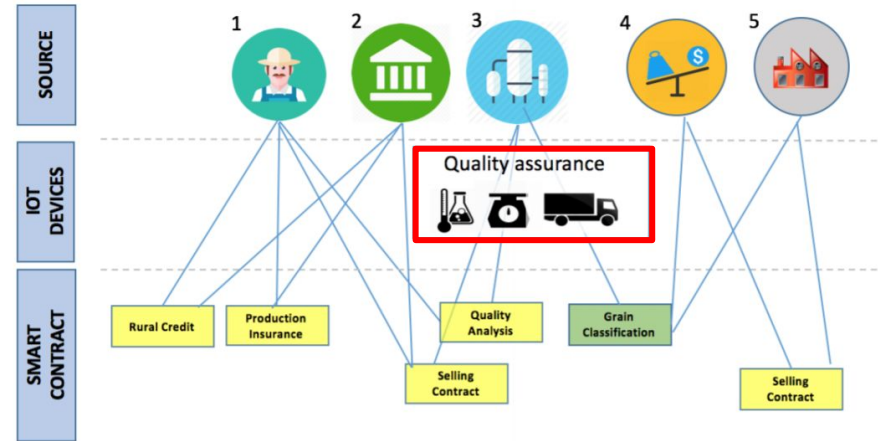 1
2
3
4
5
SOURCE
IOT
DEVICES
Quality assurance
$
SMART
CONTRACT
Rural Credit
Production
Insurance
Quality
Analysis
Grain
Classification
Selling
Contract
Selling
Contract